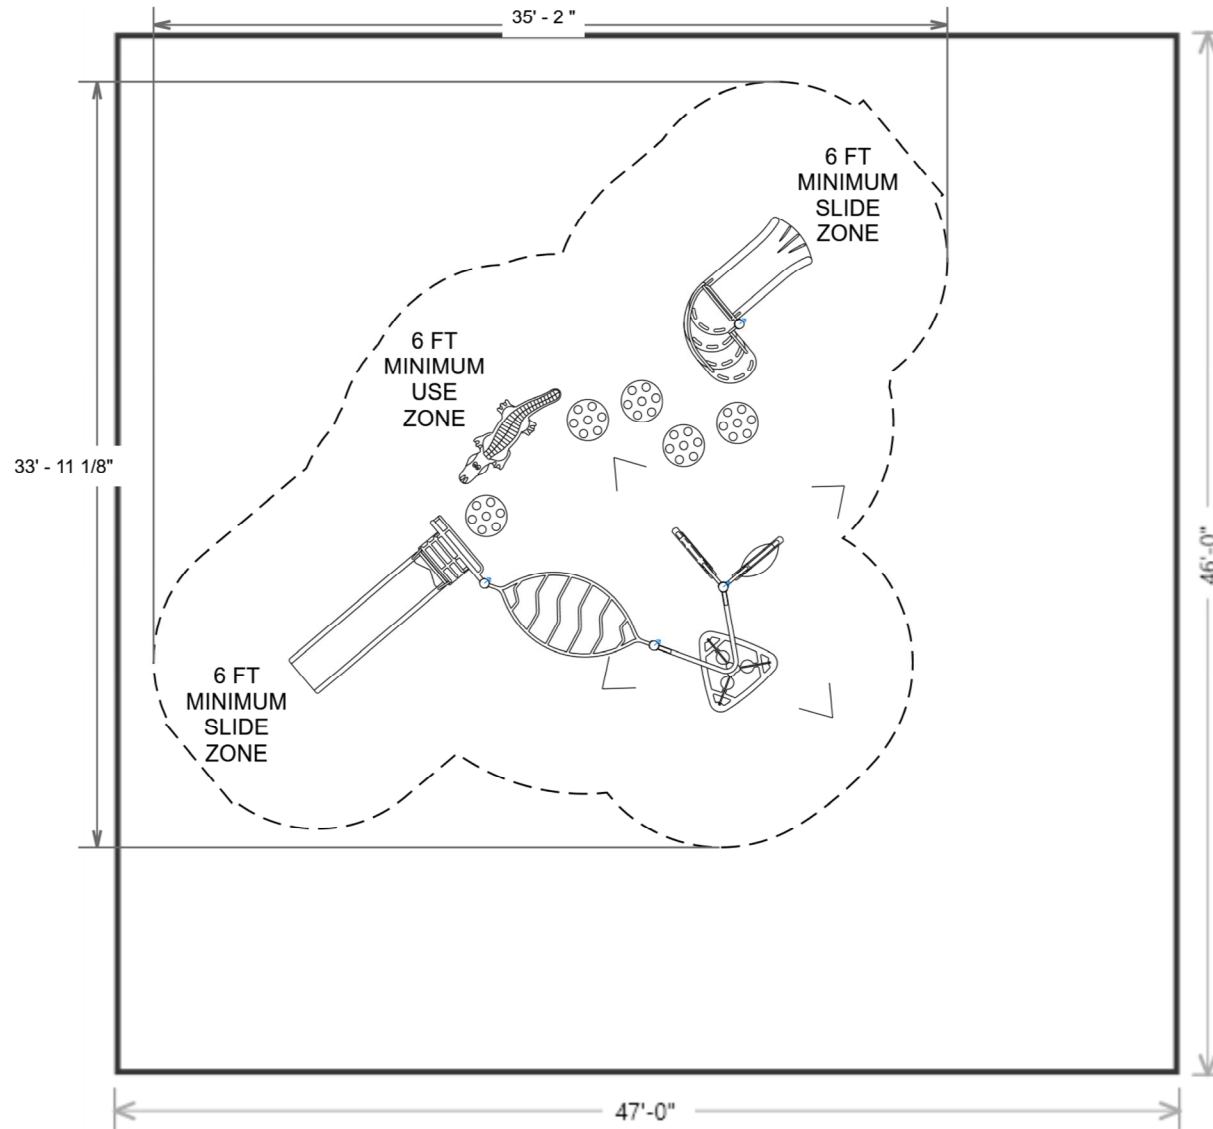 35' - 2 "
6 FT
MINIMUM
SLIDE
ZONE
6 FT
MINIMUM
USE
ZONE
33' - 11 1/8"
46'-0"
6 FT
MINIMUM
SLIDE
ZONE
47'-0"